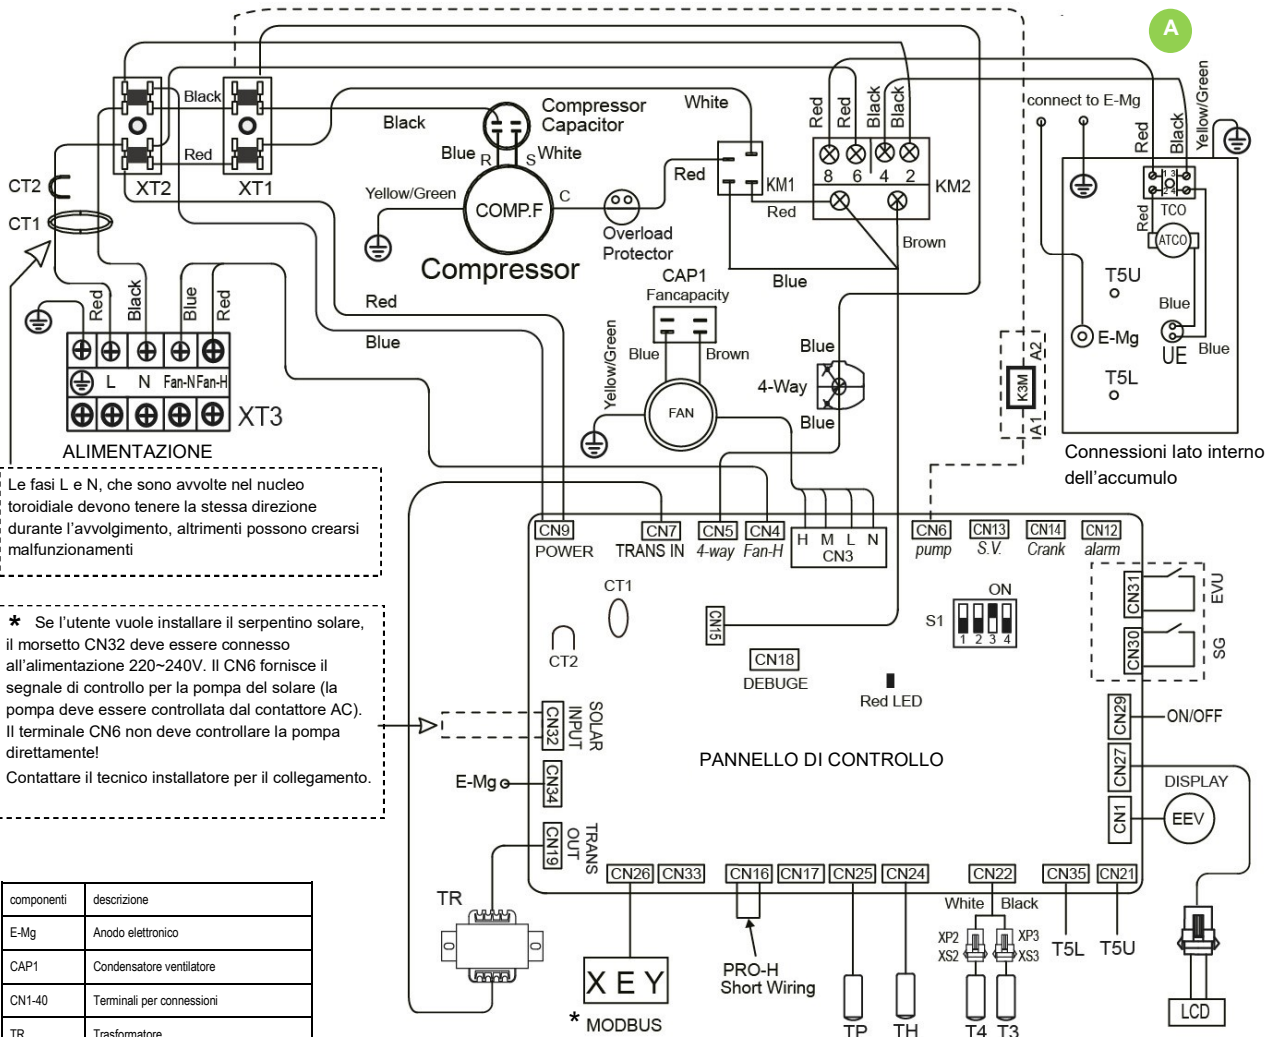 A
Black
Red
XT2
XT1
CT2
CT1
Black
Compressor
Capacitor
White
Blue
R
S
White
Yellow/Green
COMP.F
C
Overload
Protector
Compressor
Red
KM1
Red
Red
Red
Black
Black
8
6
4
2
KM2
Brown
Blue
connect to E-Mg
Red
Black
Yellow/Green
1 3
2 4
TCO
Red
ATCO
T5U
Blue
E-Mg
UE
Blue
T5L
Connessioni lato interno
dell'accumulo
Red
Black
Blue
Red
Red
Blue
L
N
Fan-N
Fan-H
XT3
ALIMENTAZIONE
CAP1
Fancapacity
Blue
Brown
Yellow/Green
FAN
Blue
4-Way
Blue
A2
K3M
A1
Le fasi L e N, che sono avvolte nel nucleo
toroidiale devono tenere la stessa direzione
durante l'avvolgimento, altrimenti possono crearsi
malfunzionamenti
* Se l'utente vuole installare il serpentino solare,
il morsetto CN32 deve essere connesso
all'alimentazione 220~240V. Il CN6 fornisce il
segnale di controllo per la pompa del solare (la
pompa deve essere controllata dal contattore AC).
Il terminale CN6 non deve controllare la pompa
direttamente!
Contattare il tecnico installatore per il collegamento.
CN9
POWER
CN7
TRANS IN
CN5
4-way
CN4
Fan-H
H M L N
CN3
CN6
pump
CN13
S.V.
CN14
Crank
CN12
alarm
CT1
CT2
CN15
CN18
DEBUGE
ON
S1
1 2 3 4
Red LED
CN31
EVU
CN30
SG
CN29
ON/OFF
CN27
DISPLAY
CN1
EEV
CN32
SOLAR
INPUT
PANNELLO DI CONTROLLO
E-Mg
CN34
CN19
TRANS
OUT
CN26
CN33
CN16
CN17
CN25
CN24
CN22
CN35
CN21
White
Black
XP2
XS2
XP3
XS3
T5L
T5U
TR
XEY
* MODBUS
PRO-H
Short Wiring
TP
TH
T4
T3
LCD
componenti descrizione
E-Mg Anodo elettronico
CAP1 Condensatore ventilatore
CN1-40 Terminali per connessioni
TR Trasformatore